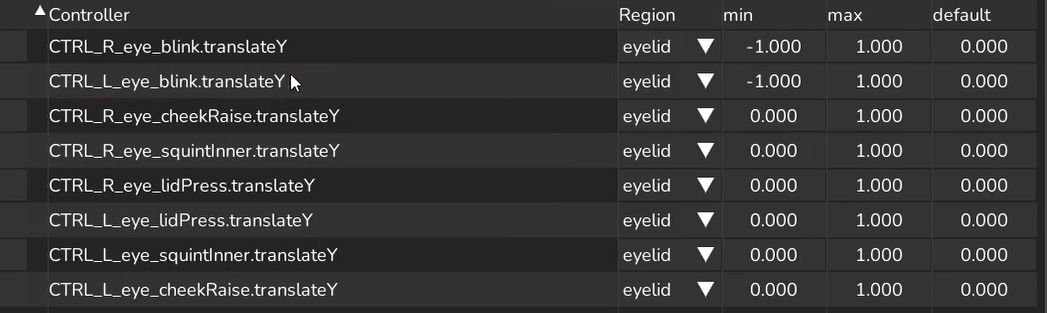 Controller Region min max default
CTRL_R_eye_blink.translateY eyelid -1.000 1.000 0.000
CTRL_L_eye_blink.translateY eyelid -1.000 1.000 0.000
CTRL_R_eye_cheekRaise.translateY eyelid 0.000 1.000 0.000
CTRL_R_eye_squintInner.translateY eyelid 0.000 1.000 0.000
CTRL_R_eye_lidPress.translateY eyelid 0.000 1.000 0.000
CTRL_L_eye_lidPress.translateY eyelid 0.000 1.000 0.000
CTRL_L_eye_squintInner.translateY eyelid 0.000 1.000 0.000
CTRL_L_eye_cheekRaise.translateY eyelid 0.000 1.000 0.000